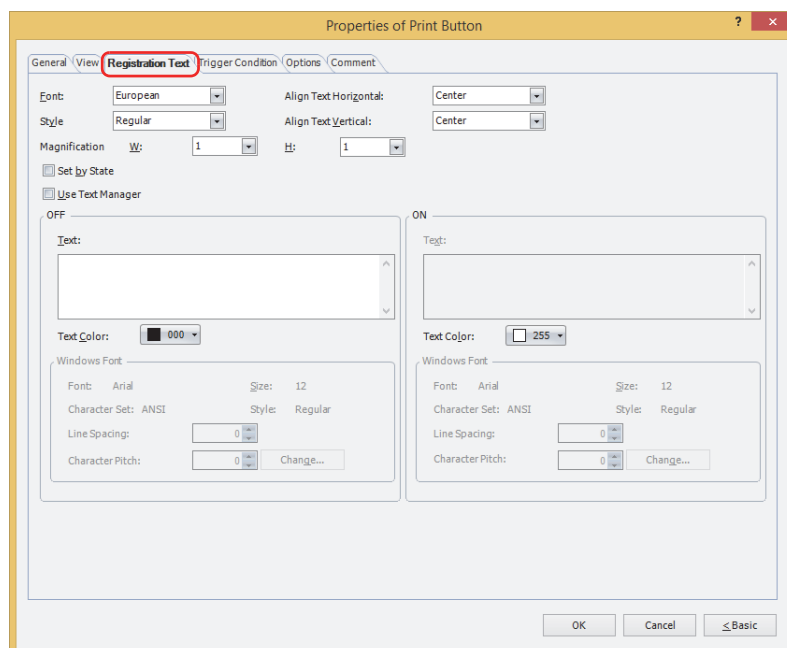 Properties of Print Button ? ×
General View Registration Text Trigger Condition Options Comment
Font: European Align Text Horizontal: Center
Style Regular Align Text Vertical: Center
Magnification W: 1 H: 1
Set by State
Use Text Manager
OFF ON
Text: Text:
Text Color: 000 Text Color: 255
Windows Font Windows Font
Font: Arial Size: 12 Font: Arial Size: 12
Character Set: ANSI Style: Regular Character Set: ANSI Style: Regular
Line Spacing: 0 Line Spacing: 0
Character Pitch: 0 Change... Character Pitch: 0 Change...
OK Cancel < Basic